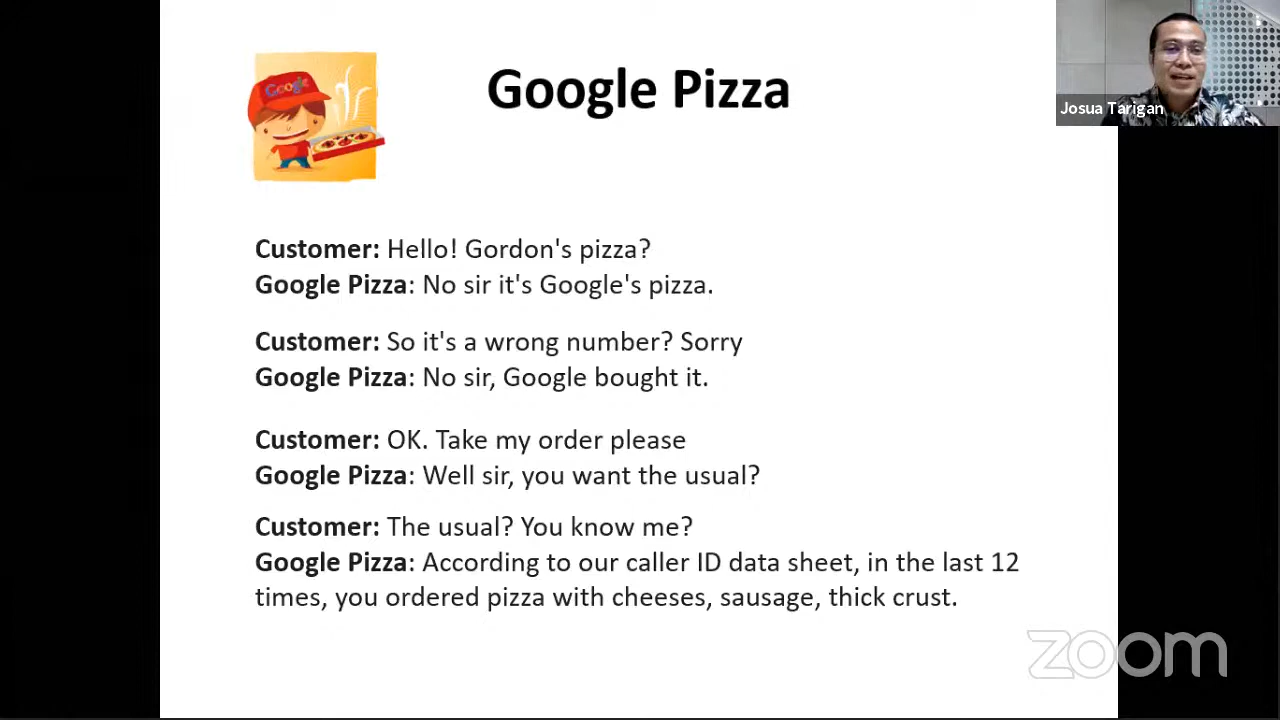 Google
Google Pizza
Josua Tarigan
Customer: Hello! Gordon's pizza?
Google Pizza: No sir it's Google's pizza.
Customer: So it's a wrong number? Sorry
Google Pizza: No sir, Google bought it.
Customer: OK. Take my order please
Google Pizza: Well sir, you want the usual?
Customer: The usual? You know me?
Google Pizza: According to our caller ID data sheet, in the last 12
times, you ordered pizza with cheeses, sausage, thick crust.
zoom